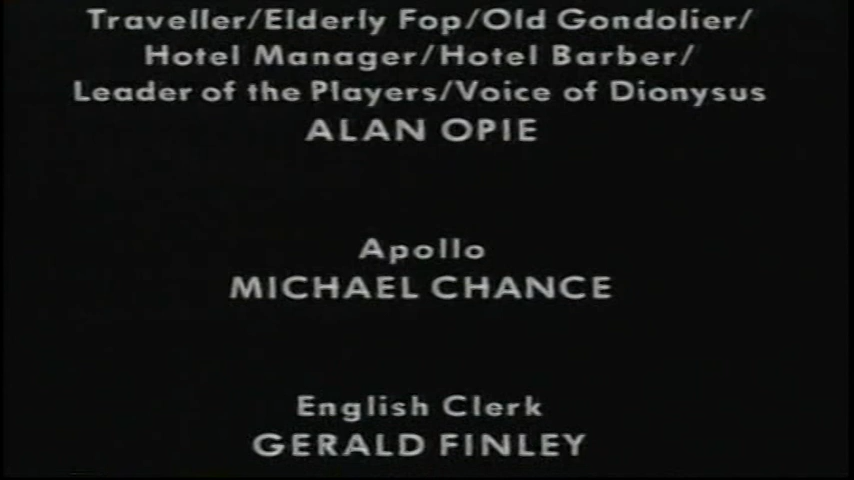 Traveller/Elderly Fop/Old Gondolier/
Hotel Manager/Hotel Barber/
Leader of the Players/Voice of Dionysus
ALAN OPIE
Apollo
MICHAEL CHANCE
English Clerk
GERALD FINLEY